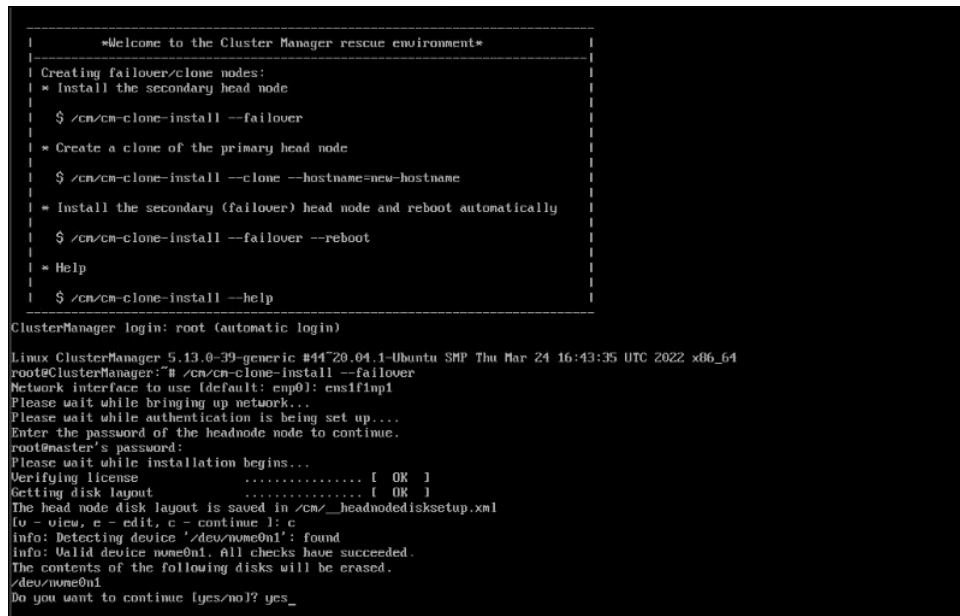 *Welcome to the Cluster Manager rescue environment*
Creating failover/clone nodes:
* Install the secondary head node
$ /cm/cm-clone-install --failover
* Create a clone of the primary head node
$ /cm/cm-clone-install --clone --hostname=new-hostname
* Install the secondary (failover) head node and reboot automatically
$ /cm/cm-clone-install --failover --reboot
* Help
$ /cm/cm-clone-install --help
ClusterManager login: root (automatic login)
Linux ClusterManager 5.13.0-39-generic #44~20.04.1-Ubuntu SMP Thu Mar 24 16:43:35 UTC 2022 x86_64
root@ClusterManager:~# /cm/cm-clone-install --failover
Network interface to use [default: enp0]: ens1f1np1
Please wait while bringing up network...
Please wait while authentication is being set up....
Enter the password of the headnode node to continue.
root@master's password:
Please wait while installation begins...
Verifying license ................ [ OK ]
Getting disk layout ................ [ OK ]
The head node disk layout is saved in /cm/__headnodedisksetup.xml
[v - view, e - edit, c - continue ]: c
info: Detecting device '/dev/nvme0n1': found
info: Valid device nvme0n1. All checks have succeeded.
The contents of the following disks will be erased.
/dev/nvme0n1
Do you want to continue [yes/no]? yes_